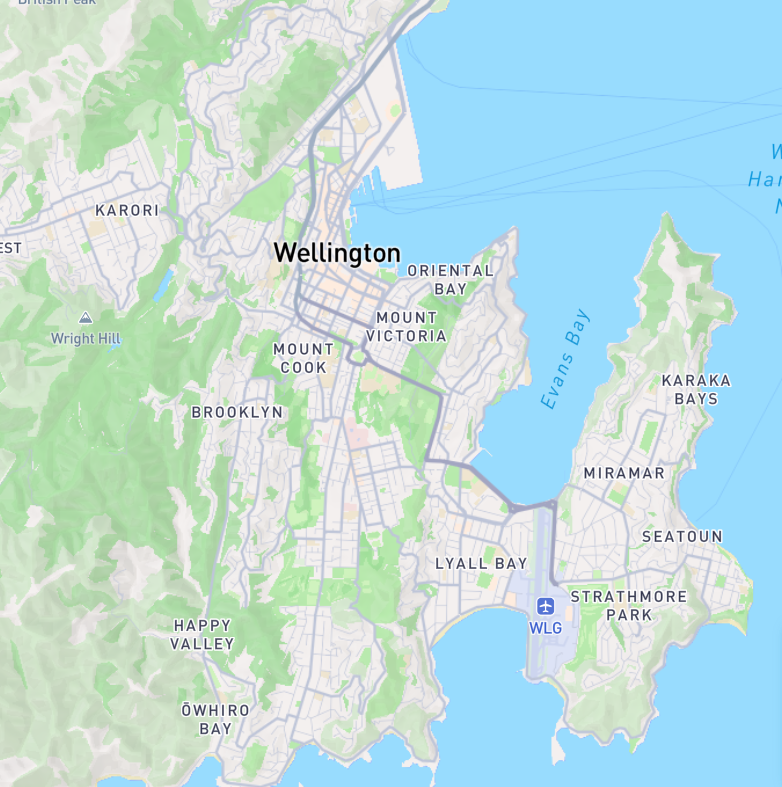 KARORI
Wellington
ORIENTAL
BAY
Evans Bay
MOUNT
VICTORIA
Wright Hill
MOUNT
COOK
KARAKA
BAYS
BROOKLYN
MIRAMAR
SEATOUN
LYALL BAY
STRATHMORE
PARK
WLG
HAPPY
VALLEY
ŌWHIRO
BAY